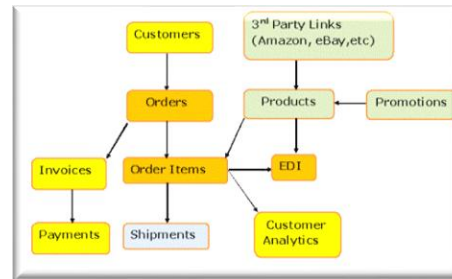 3rd Party Links
(Amazon, eBay,etc)
Customers
Orders
Products
Promotions
Invoices
Order Items
EDI
Payments
Shipments
Customer
Analytics